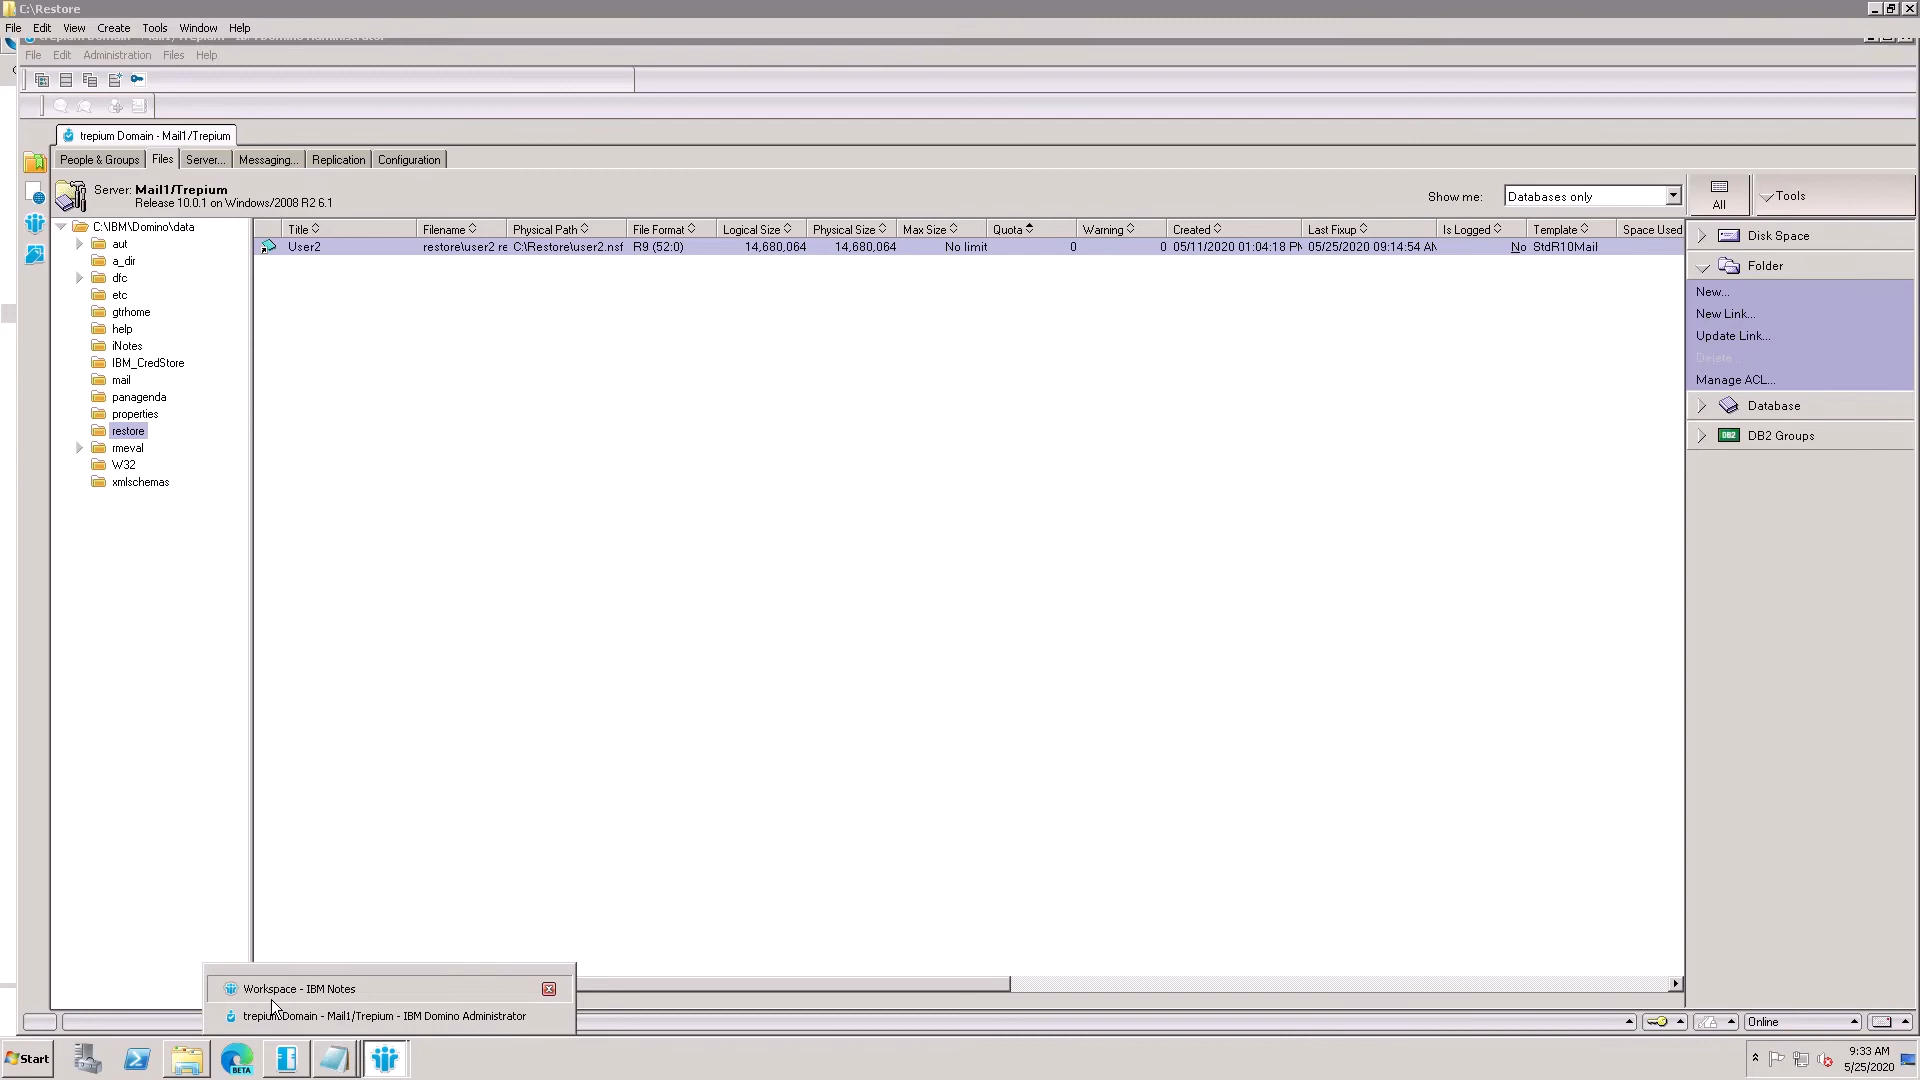 C:\Restore
File Edit View Create Tools Window Help
File Edit Administration Files Help
trepium Domain - Mail1/Trepium
People & Groups Files Server... Messaging... Replication Configuration
Server: Mail1/Trepium
Release 10.0.1 on Windows/2008 R2 6.1
Show me: Databases only
All
Tools
C:\IBM\Domino\data
aut
a_dir
dfc
etc
gtrhome
help
iNotes
IBM_CredStore
mail
panagenda
properties
restore
rmeval
W32
xmlschemas
Title Filename Physical Path File Format Logical Size Physical Size Max Size Quota Warning Created Last Fixup Is Logged Template Space Used
User2 restore\user2 re C:\Restore\user2.nsf R9 (52:0) 14,680,064 14,680,064 No limit 0 0 05/11/2020 01:04:18 PM 05/25/2020 09:14:54 AM No StdR10Mail
Disk Space
Folder
New...
New Link...
Update Link...
Delete...
Manage ACL...
Database
DB2 DB2 Groups
Workspace - IBM Notes
trepium Domain - Mail1/Trepium - IBM Domino Administrator
Online
Start
BETA
9:33 AM
5/25/2020